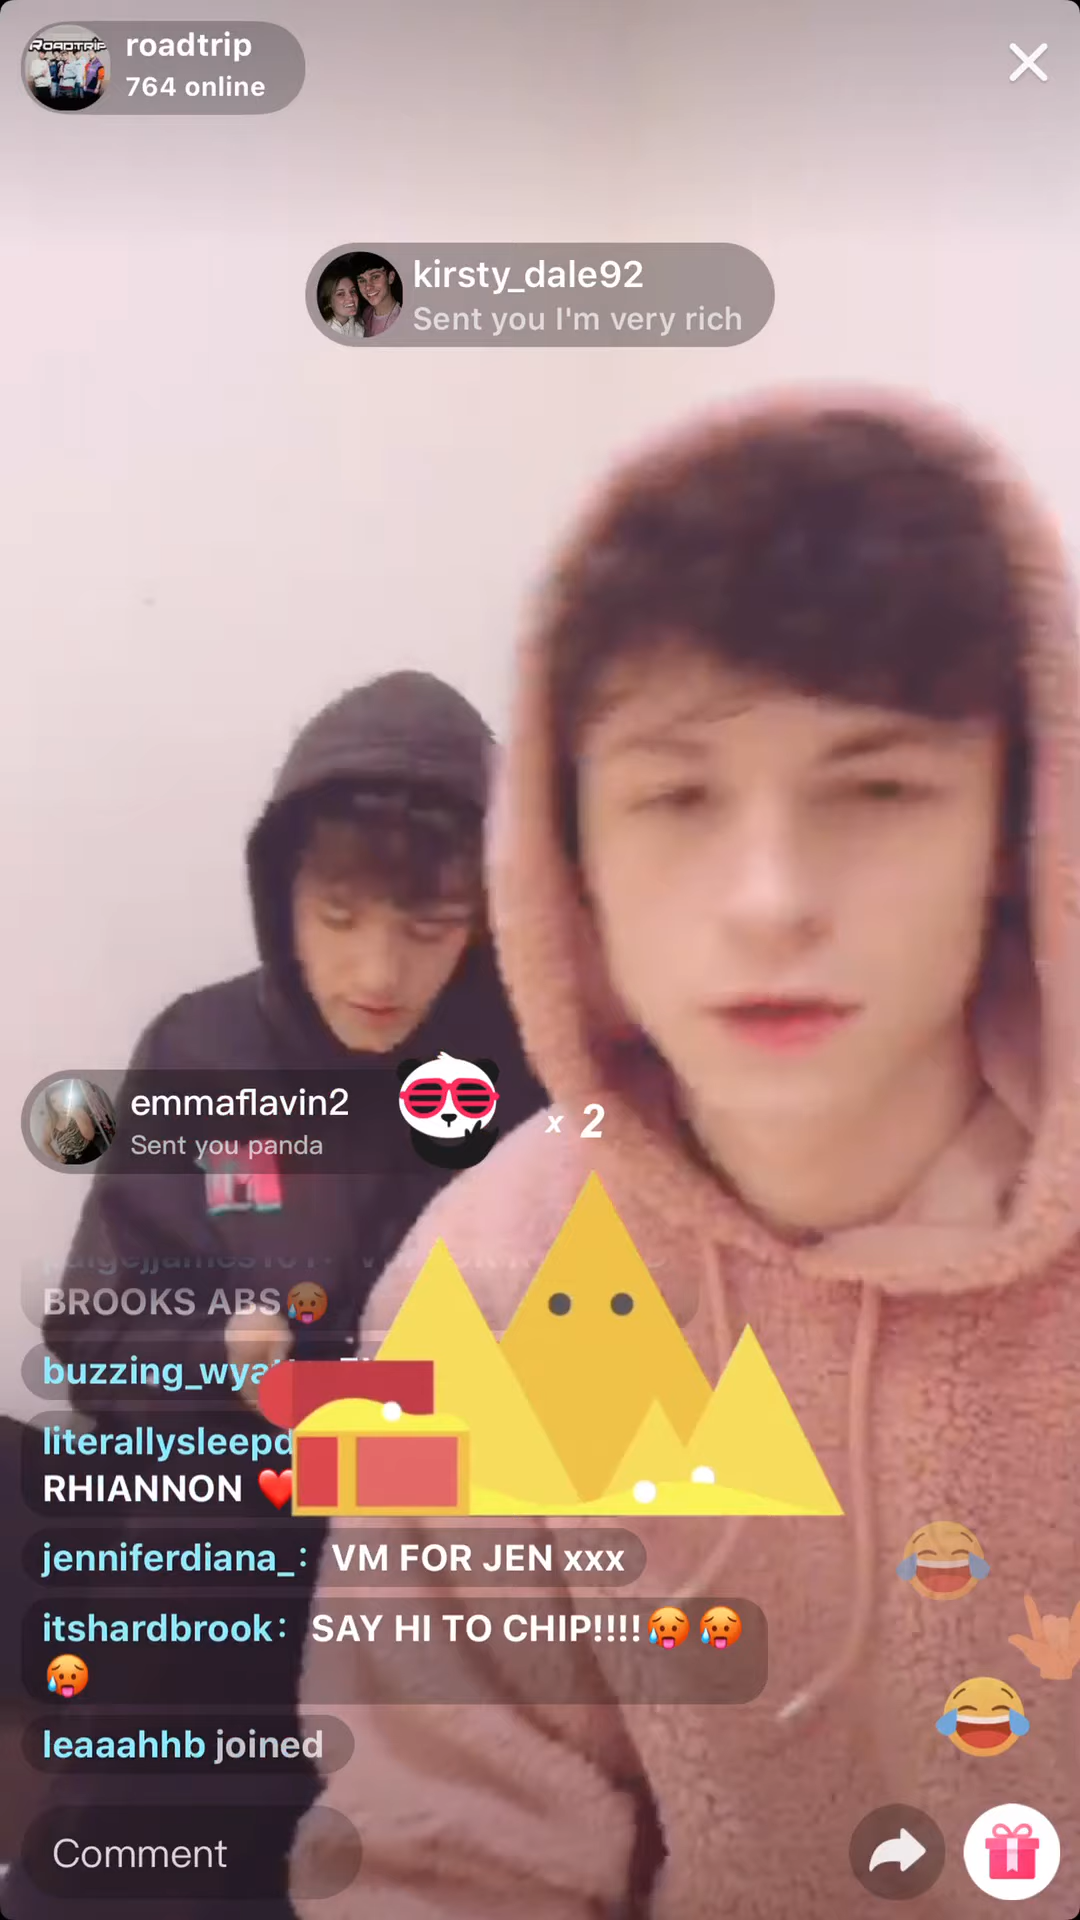 ROADTRIP
roadtrip
764 online
kirsty_dale92
Sent you I'm very rich
emmaflavin2
Sent you panda
x 2
BROOKS ABS🥵
buzzing_wya
literallysleepd
RHIANNON ❤️
jenniferdiana_: VM FOR JEN xxx
itshardbrook: SAY HI TO CHIP!!!!🥵🥵
🥵
leaaahhb joined
Comment